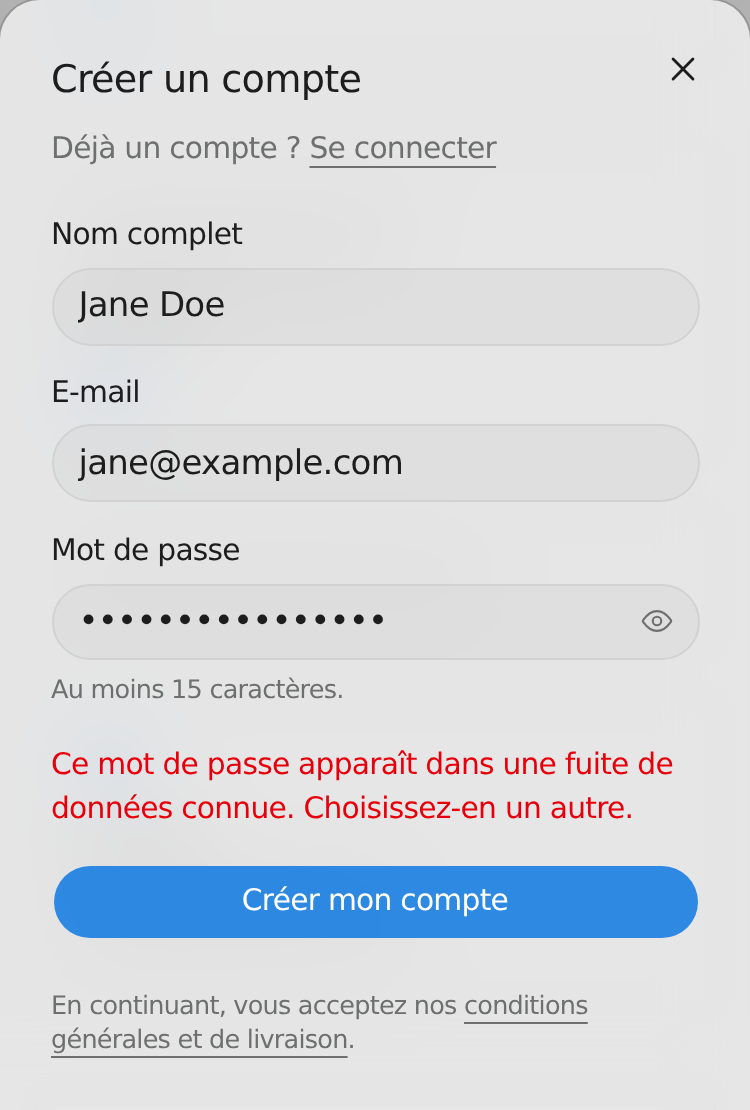 Créer un compte
Déjà un compte ? Se connecter
Nom complet
Jane Doe
E-mail
jane@example.com
Mot de passe
••••••••••••••••
Au moins 15 caractères.
Ce mot de passe apparaît dans une fuite de
données connue. Choisissez-en un autre.
Créer mon compte
En continuant, vous acceptez nos conditions
générales et de livraison.